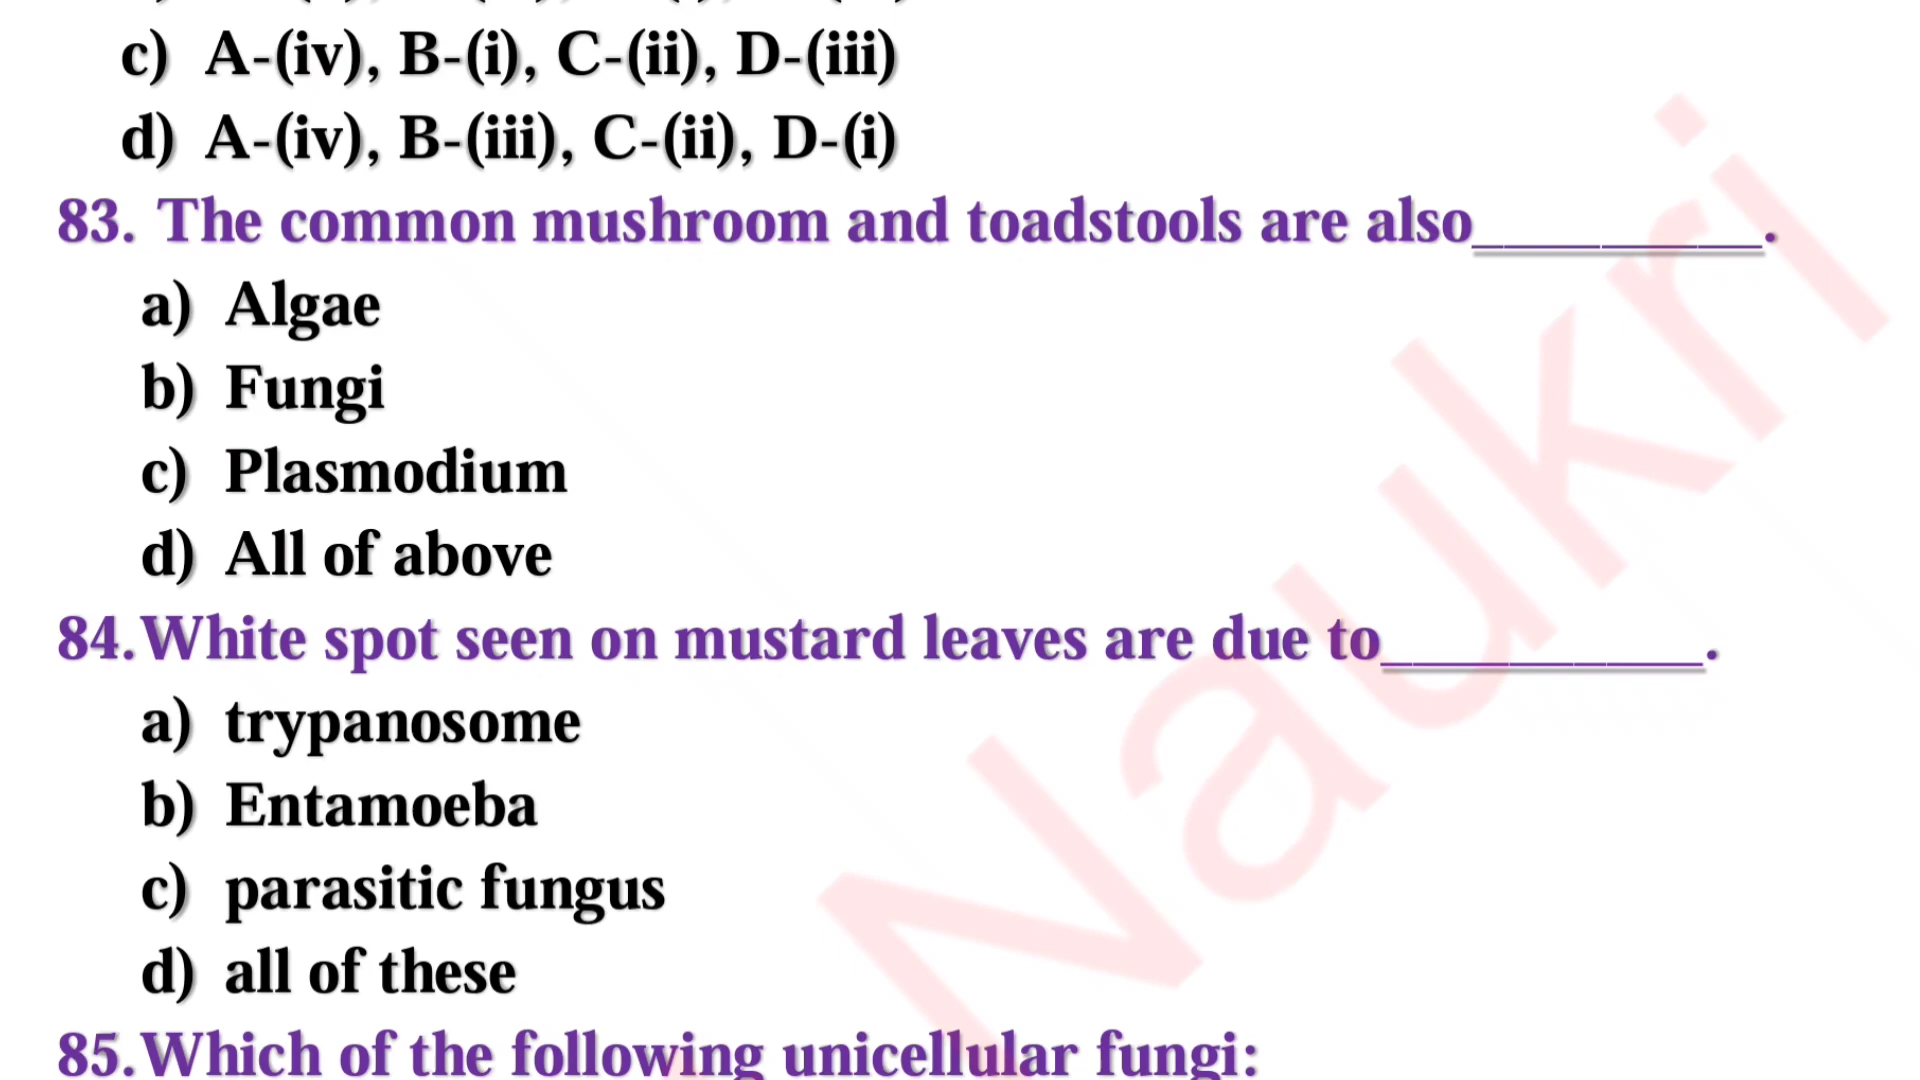 c) A-(iv), B-(i), C-(ii), D-(iii)
d) A-(iv), B-(iii), C-(ii), D-(i)
83. The common mushroom and toadstools are also_________.
a) Algae
b) Fungi
c) Plasmodium
d) All of above
84.White spot seen on mustard leaves are due to__________.
a) trypanosome
b) Entamoeba
c) parasitic fungus
d) all of these
85.Which of the following unicellular fungi:
Naukri